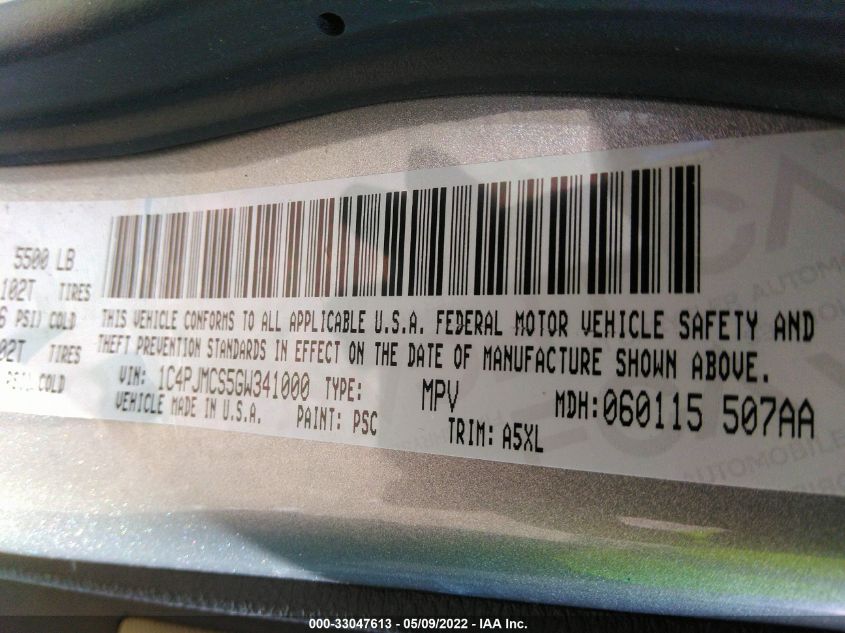 5500 LB
102T TIRES
PSI) COLD
THIS VEHICLE CONFORMS TO ALL APPLICABLE U.S.A. FEDERAL MOTOR VEHICLE SAFETY AND
02T TIRES
THEFT PREVENTION STANDARDS IN EFFECT ON THE DATE OF MANUFACTURE SHOWN ABOVE.
COLD
VIN: 1C4PJMCS5GW341000 TYPE: MPV MDH:060115 507AA
VEHICLE MADE IN U.S.A. PAINT: PSC TRIM: A5XL
AUTOMOBILE
000-33047613 - 05/09/2022 - IAA Inc.